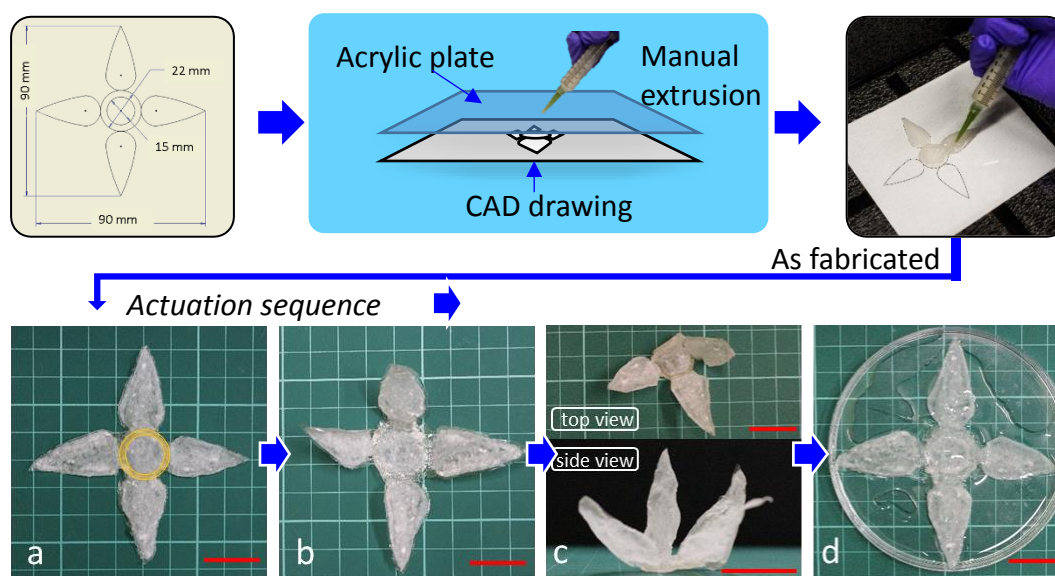 90 mm
22 mm
15 mm
90 mm
Acrylic plate
Manual
extrusion
CAD drawing
As fabricated
Actuation sequence
a
b
top view
side view
c
d